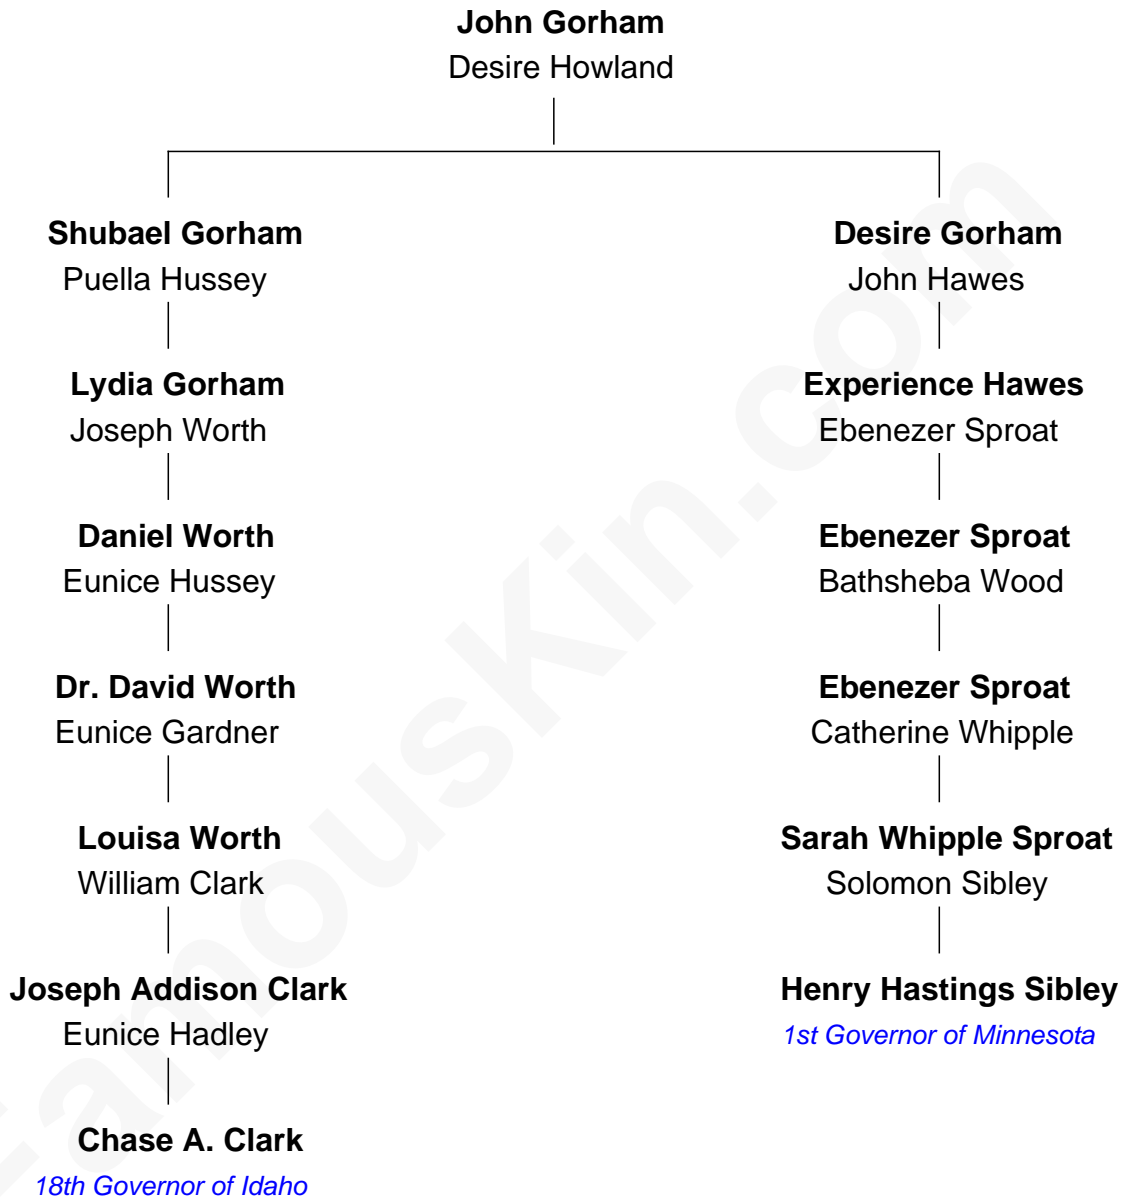 John Gorham
Desire Howland
Shubael Gorham
Puella Hussey
Desire Gorham
John Hawes
Lydia Gorham
Joseph Worth
Experience Hawes
Ebenezer Sproat
Daniel Worth
Eunice Hussey
Ebenezer Sproat
Bathsheba Wood
Dr. David Worth
Eunice Gardner
Ebenezer Sproat
Catherine Whipple
Louisa Worth
William Clark
Sarah Whipple Sproat
Solomon Sibley
Joseph Addison Clark
Eunice Hadley
Henry Hastings Sibley
1st Governor of Minnesota
Chase A. Clark
18th Governor of Idaho
FamousKin.com